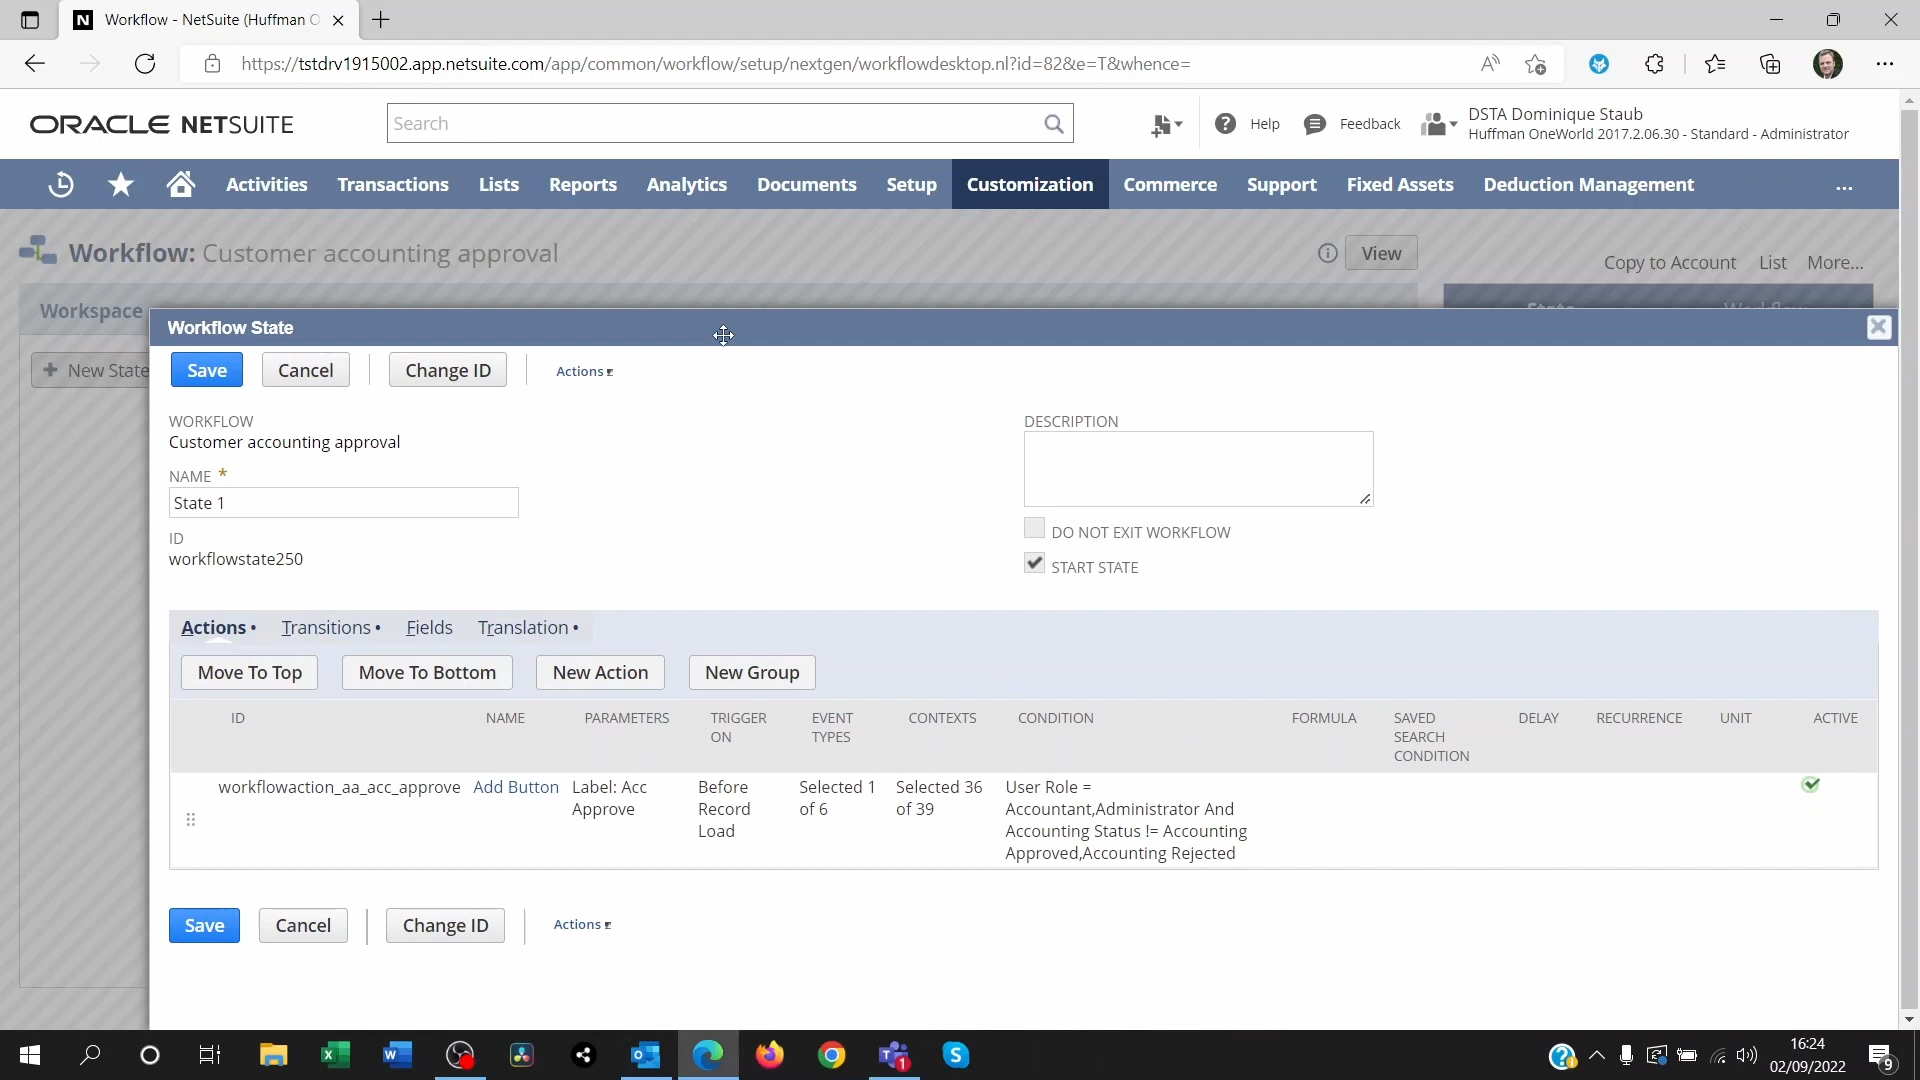 Workflow - NetSuite (Huffman O
https://tstdrv1915002.app.netsuite.com/app/common/workflow/setup/nextgen/workflowdesktop.nl?id=82&e=T&whence=
ORACLE NETSUITE
Search
Help
Feedback
DSTA Dominique Staub
Huffman OneWorld 2017.2.06.30 - Standard - Administrator
Activities Transactions Lists Reports Analytics Documents Setup Customization Commerce Support Fixed Assets Deduction Management ...
Workflow: Customer accounting approval
View
Copy to Account List More...
Workspace
State Workflow
Workflow State
New State
Save Cancel Change ID Actions
WORKFLOW
Customer accounting approval
NAME *
State 1
ID
workflowstate250
DESCRIPTION
DO NOT EXIT WORKFLOW
START STATE
Actions • Transitions • Fields Translation •
Move To Top Move To Bottom New Action New Group
ID NAME PARAMETERS TRIGGER ON EVENT TYPES CONTEXTS CONDITION FORMULA SAVED SEARCH CONDITION DELAY RECURRENCE UNIT ACTIVE
workflowaction_aa_acc_approve Add Button Label: Acc Approve Before Record Load Selected 1 of 6 Selected 36 of 39 User Role = Accountant,Administrator And Accounting Status != Accounting Approved,Accounting Rejected
Save Cancel Change ID Actions
16:24
02/09/2022
1
9